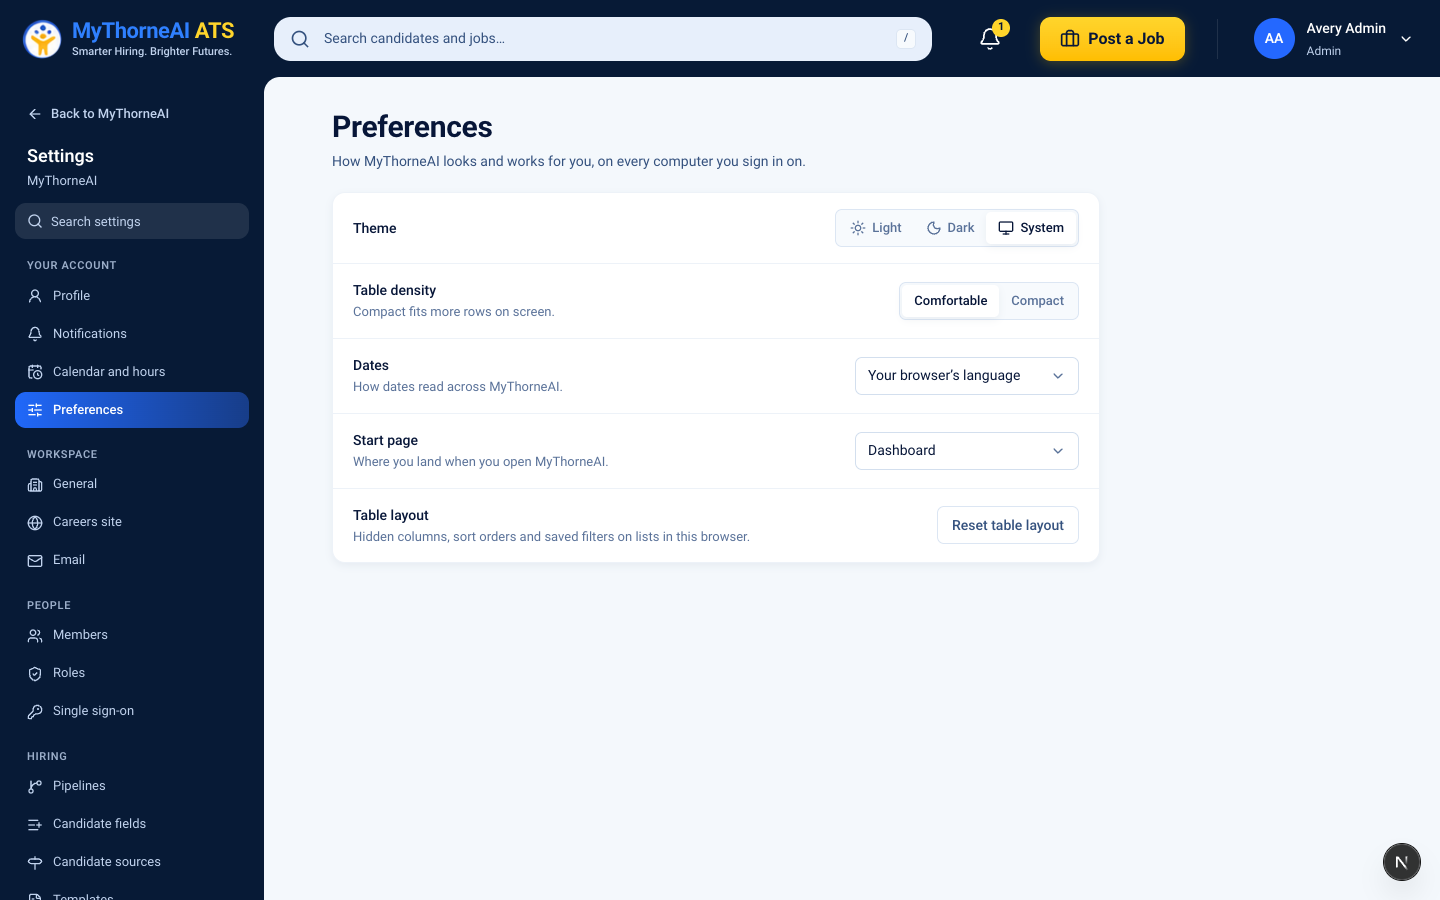 MyThorneAI ATS
Smarter Hiring. Brighter Futures.
Search candidates and jobs...
/
1
Post a Job
AA
Avery Admin
Admin
Back to MyThorneAI
Settings
MyThorneAI
Search settings
YOUR ACCOUNT
Profile
Notifications
Calendar and hours
Preferences
WORKSPACE
General
Careers site
Email
PEOPLE
Members
Roles
Single sign-on
HIRING
Pipelines
Candidate fields
Candidate sources
Templates
Preferences
How MyThorneAI looks and works for you, on every computer you sign in on.
Theme
Light
Dark
System
Table density
Compact fits more rows on screen.
Comfortable
Compact
Dates
How dates read across MyThorneAI.
Your browser’s language
Start page
Where you land when you open MyThorneAI.
Dashboard
Table layout
Hidden columns, sort orders and saved filters on lists in this browser.
Reset table layout
N